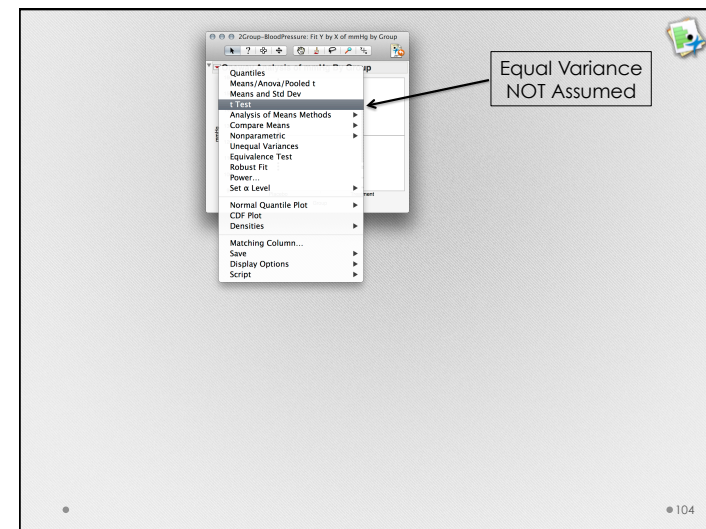 2Group-BloodPressure: Fit Y by X of mmHg by Group
Quantiles
Means/Anova/Pooled t
Means and Std Dev
t Test
Analysis of Means Methods
Compare Means
Nonparametric
Unequal Variances
Equivalence Test
Robust Fit
Power...
Set α Level
Normal Quantile Plot
CDF Plot
Densities
Matching Column...
Save
Display Options
Script
Equal Variance
NOT Assumed
104